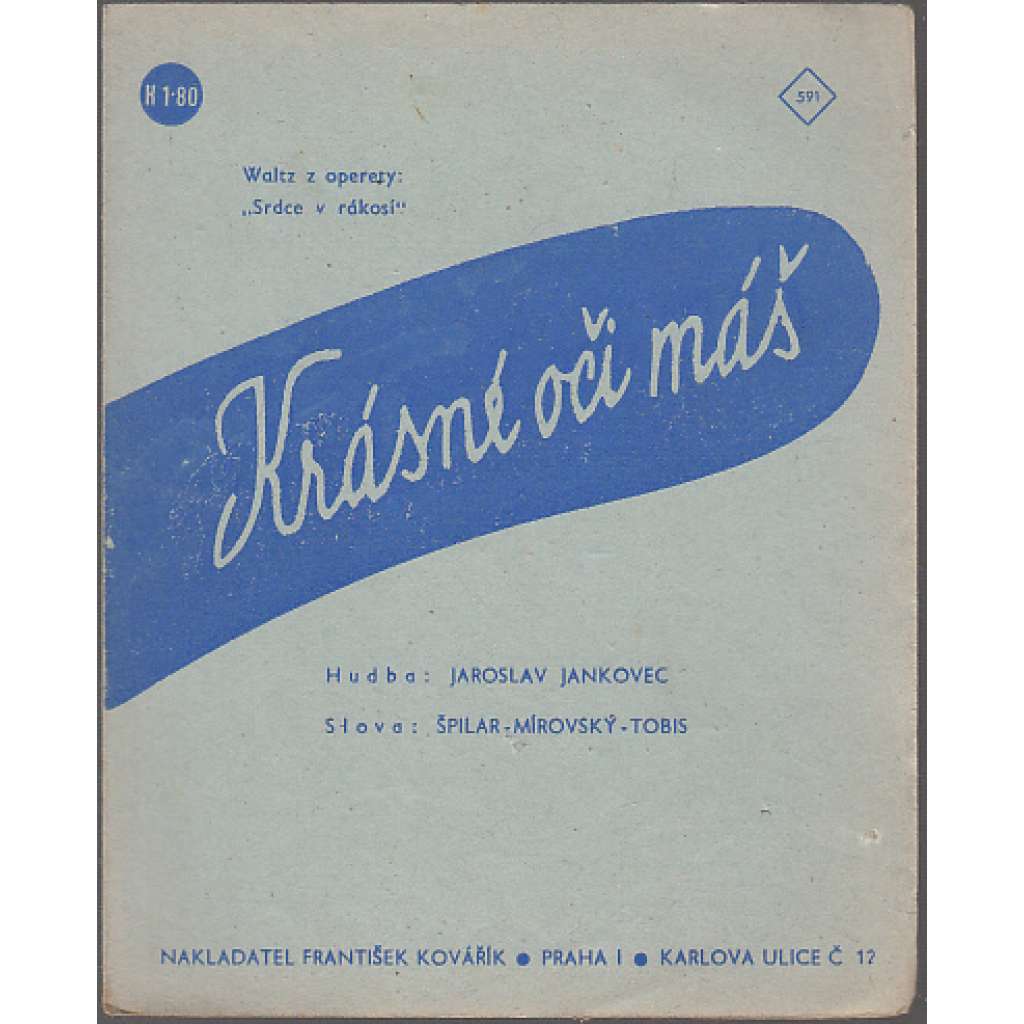 K 1·80
591
Waltz z operety:
„Srdce v rákosí"
Krásné oči máš
Hudba: JAROSLAV JANKOVEC
Slova: ŠPILAR-MÍROVSKÝ-TOBIS
NAKLADATEL FRANTIŠEK KOVÁŘÍK ● PRAHA I ● KARLOVA ULICE Č 12